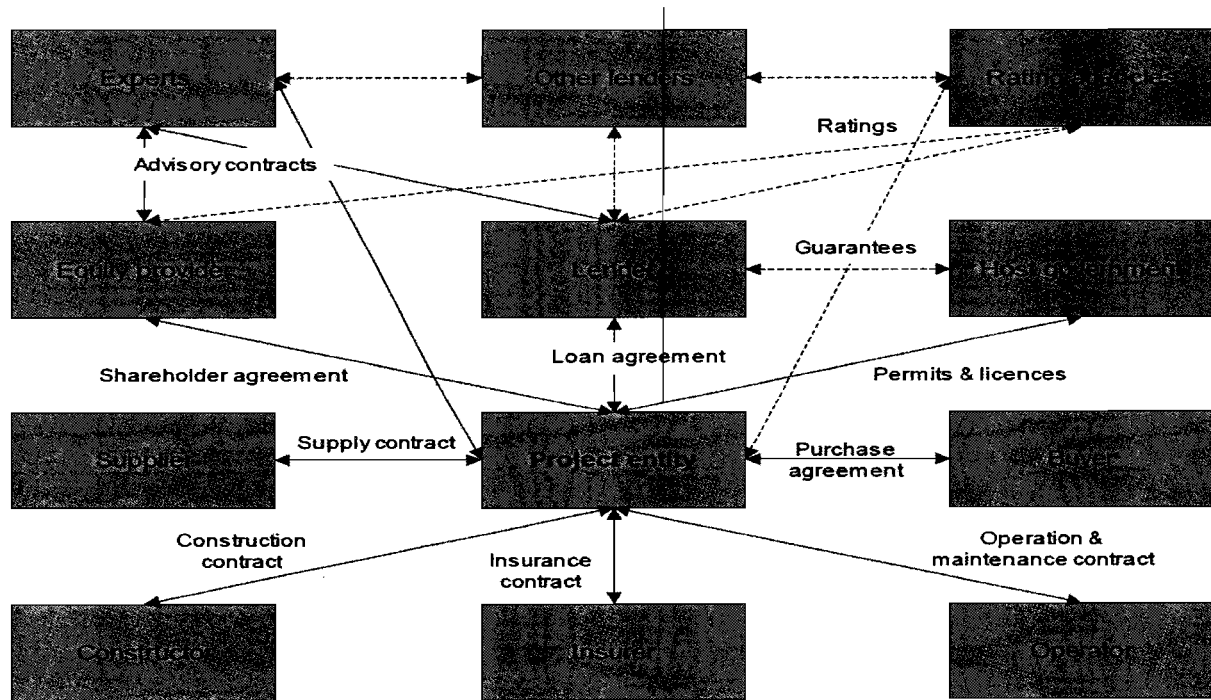 Experts
Other lenders
Rating agencies
Ratings
Advisory contracts
Equity provider
Lender
Guarantees
Host government
Loan agreement
Shareholder agreement
Permits & licences
Supplier
Supply contract
Project entity
Purchase
agreement
Buyer
Construction
contract
Insurance
contract
Operation &
maintenance contract
Constructor
Insurer
Operator